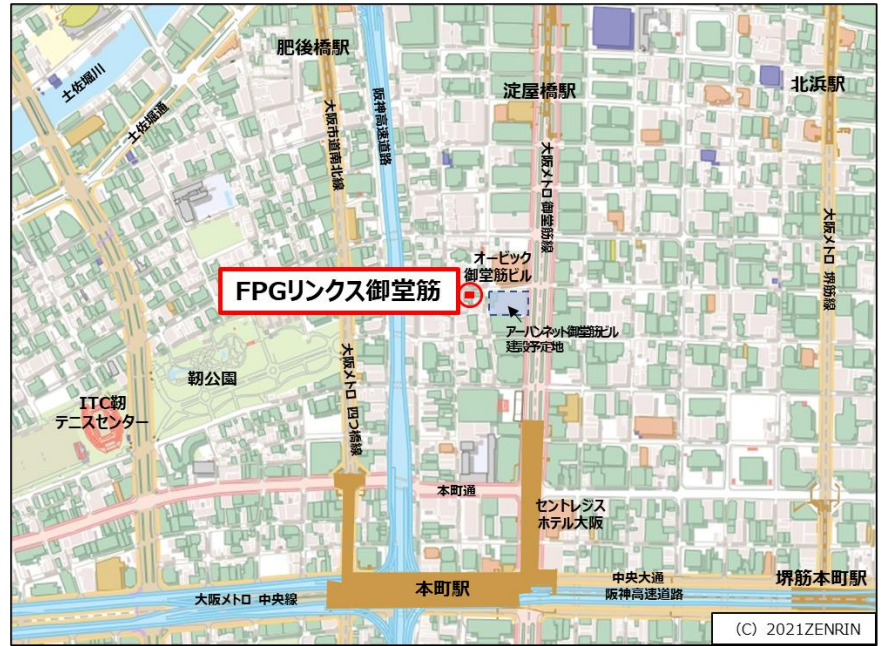 肥後橋駅
土佐堀川
土佐堀通
大阪市道南北線
阪神高速道路
淀屋橋駅
北浜駅
大阪メトロ 御堂筋線
大阪メトロ 堺筋線
オービック
御堂筋ビル
FPGリンクス御堂筋
アーバンネット御堂筋ビル
建設予定地
靭公園
ITC靭
テニスセンター
大阪メトロ 四つ橋線
本町通
セントレジス
ホテル大阪
本町駅
大阪メトロ 中央線
中央大通
阪神高速道路
堺筋本町駅
(C) 2021ZENRIN